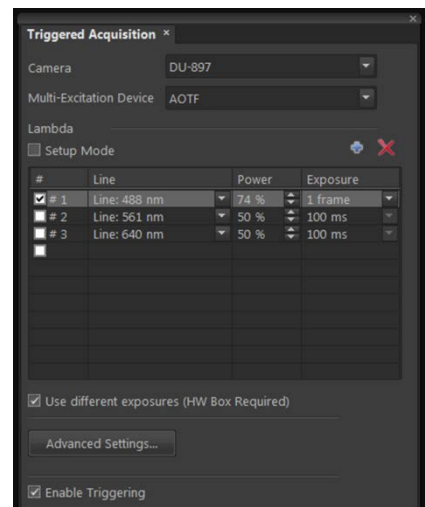 Triggered Acquisition ×
Camera DU-897
Multi-Excitation Device AOTF
Lambda
Setup Mode
# Line Power Exposure
# 1 Line: 488 nm 74 % 1 frame
# 2 Line: 561 nm 50 % 100 ms
# 3 Line: 640 nm 50 % 100 ms
Use different exposures (HW Box Required)
Advanced Settings...
Enable Triggering